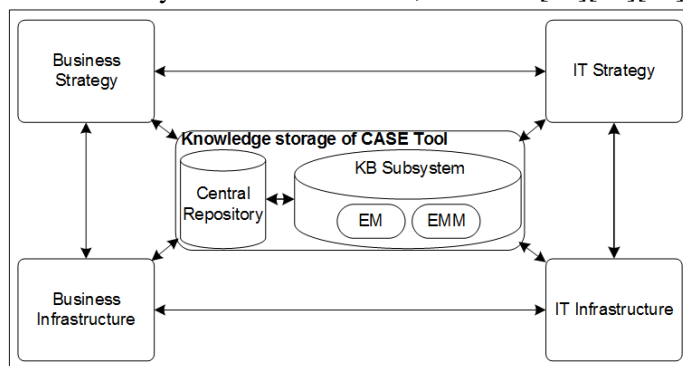 Business
Strategy
IT Strategy
Knowledge storage of CASE Tool
KB Subsystem
Central
Repository
EM
EMM
Business
Infrastructure
IT Infrastructure